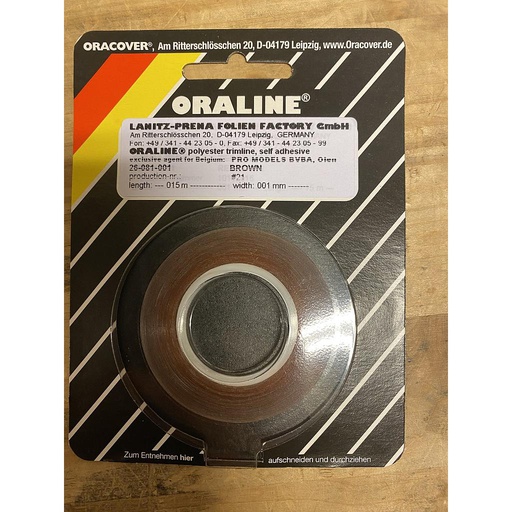 ORACOVER®, Am Ritterschlösschen 20, D-04179 Leipzig, www.Oracover.de
ORALINE®
LANITZ-PRENA FOLIEN FACTORY GmbH
Am Ritterschlösschen 20, D-04179 Leipzig, GERMANY
Fon: +49 / 341 - 44 23 05 - 0, Fax: +49 / 341 - 44 23 05 - 99
ORALINE® polyester trimline, self adhesive
exclusive agent for Belgium: PRO MODELS BVBA, Olen
26-081-001 BROWN
production-nr.: #21
length: --- 015 m -------- width: 001 mm -------
Zum Entnehmen hier aufschneiden und durchziehen